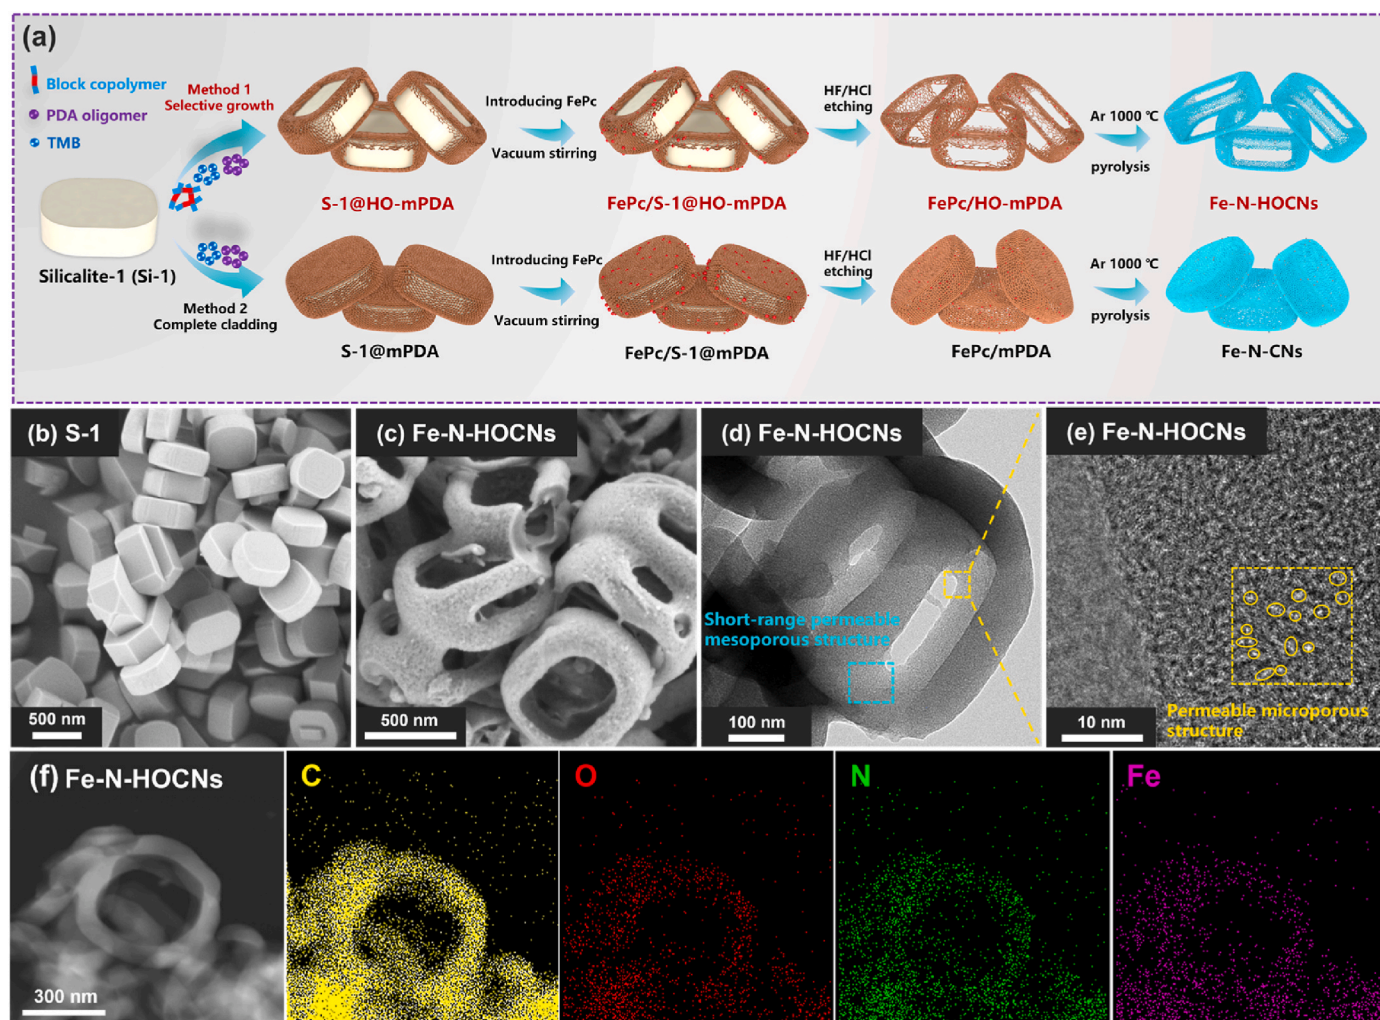 (a)
Block copolymer
PDA oligomer
TMB
Silicalite-1 (Si-1)
Method 1
Selective growth
S-1@HO-mPDA
Introducing FePc
Vacuum stirring
FePc/S-1@HO-mPDA
HF/HCl
etching
FePc/HO-mPDA
Ar 1000 ℃
pyrolysis
Fe-N-HOCNs
Method 2
Complete cladding
S-1@mPDA
Introducing FePc
Vacuum stirring
FePc/S-1@mPDA
HF/HCl
etching
FePc/mPDA
Ar 1000 ℃
pyrolysis
Fe-N-CNs
(b) S-1
500 nm
(c) Fe-N-HOCNs
500 nm
(d) Fe-N-HOCNs
Short-range permeable
mesoporous structure
100 nm
(e) Fe-N-HOCNs
Permeable microporous
structure
10 nm
(f) Fe-N-HOCNs
300 nm
C
O
N
Fe